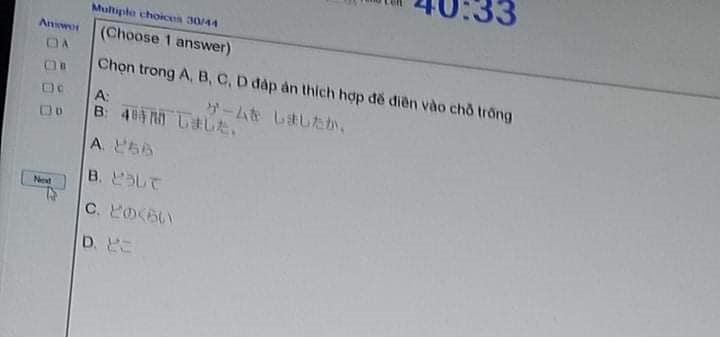 Multiple choices 30/44
40:33
Answer
(Choose 1 answer)
A
B
C
D
Chọn trong A, B, C, D đáp án thích hợp để điền vào chỗ trống
A: ________ ゲームを しましたか。
B: 4時間 しました。
A. どちら
B. どうして
C. どのくらい
D. どこ
Next